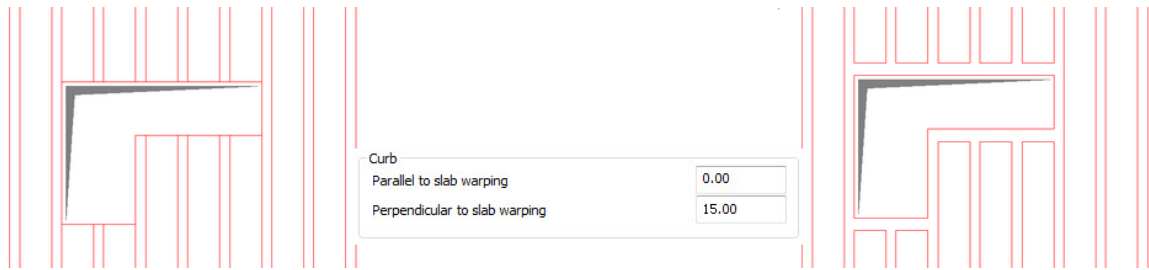 Curb
Parallel to slab warping 0.00
Perpendicular to slab warping 15.00